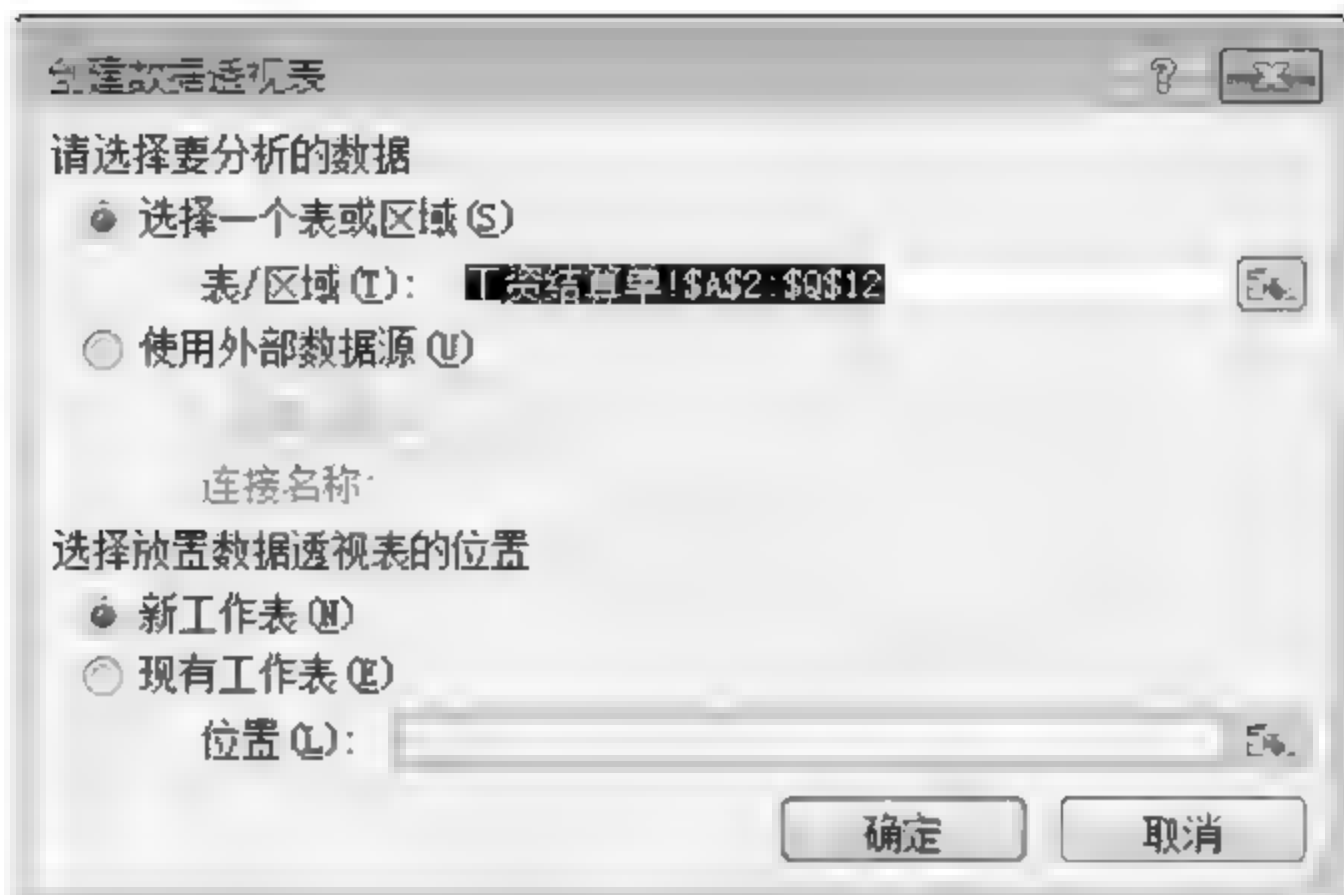 创建数据透视表
请选择要分析的数据
选择一个表或区域(S)
表/区域(T): 工资结算单!$A$2:$Q$12
使用外部数据源(U)
连接名称:
选择放置数据透视表的位置
新工作表(N)
现有工作表(E)
位置(L):
确定 取消